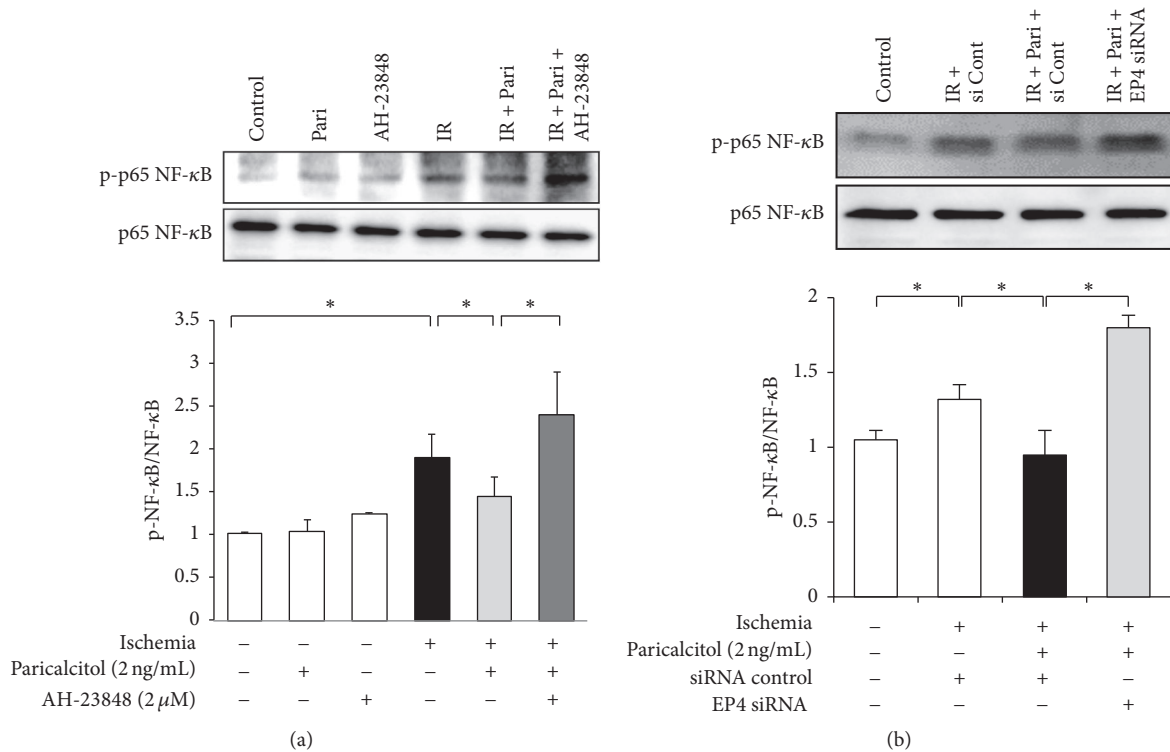 Control
Pari
AH-23848
IR
IR + Pari
IR + Pari +
AH-23848
p-p65 NF-κB
p65 NF-κB
*
*
*
3.5
3
2.5
2
1.5
1
0.5
0
p-NF-κB/NF-κB
Ischemia − − − + + +
Paricalcitol (2 ng/mL) − + − − + +
AH-23848 (2 μM) − − + − − +
(a)
Control
IR +
si Cont
IR + Pari +
si Cont
IR + Pari +
EP4 siRNA
p-p65 NF-κB
p65 NF-κB
*
*
*
2
1.5
1
0.5
0
p-NF-κB/NF-κB
Ischemia − + + +
Paricalcitol (2 ng/mL) − − + +
siRNA control − + + −
EP4 siRNA − − − +
(b)